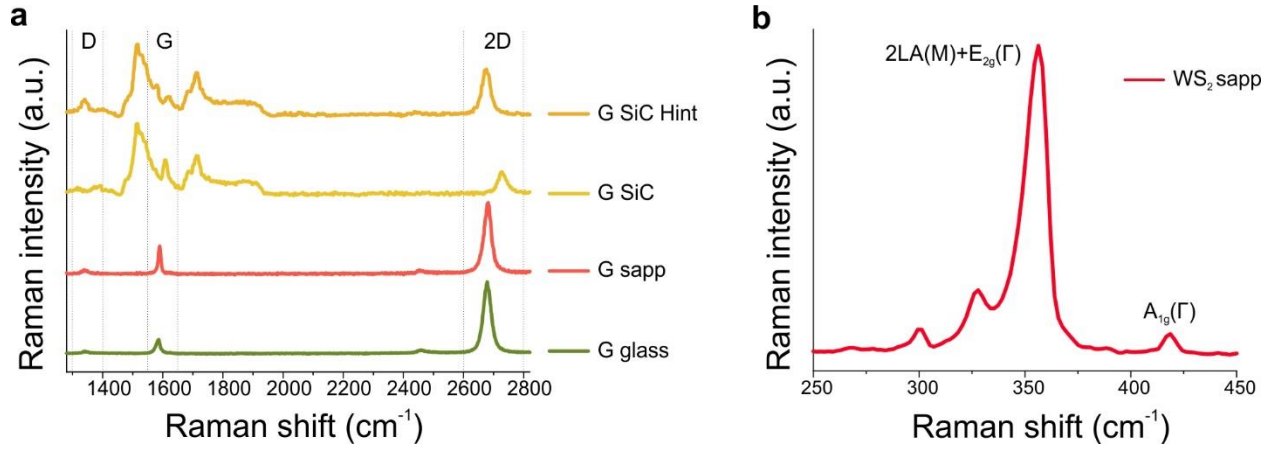 a
D G 2D
G SiC Hint
G SiC
G sapp
G glass
Raman intensity (a.u.)
1400 1600 1800 2000 2200 2400 2600 2800
Raman shift (cm⁻¹)
b
2LA(M)+E₂g(Γ)
WS₂ sapp
A₁g(Γ)
Raman intensity (a.u.)
250 300 350 400 450
Raman shift (cm⁻¹)